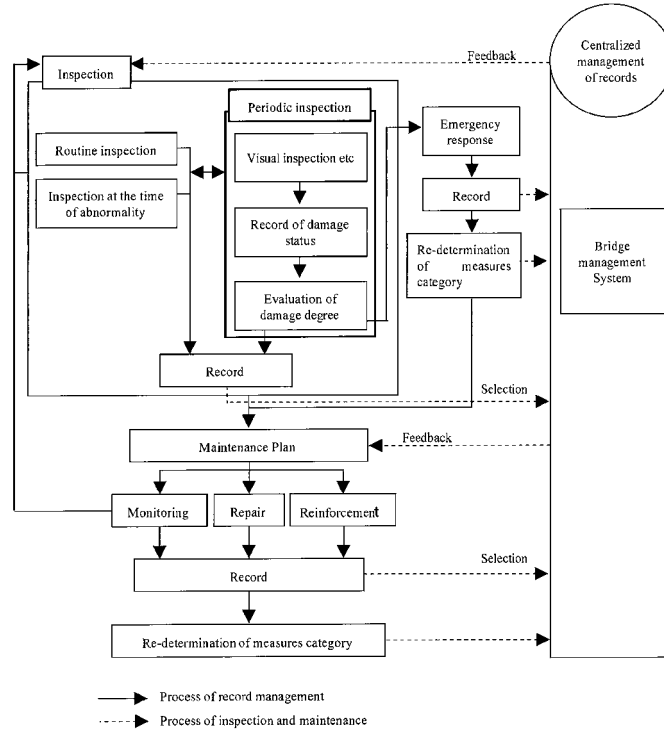 Feedback
Centralized
management
of records
Inspection
Periodic inspection
Emergency
response
Routine inspection
Visual inspection etc
Inspection at the time
of abnormality
Record
Record of damage
status
Re-determination
of measures
category
Bridge
management
System
Evaluation of
damage degree
Record
Selection
Maintenance Plan
Feedback
Monitoring
Repair
Reinforcement
Record
Selection
Re-determination of measures category
Process of record management
Process of inspection and maintenance